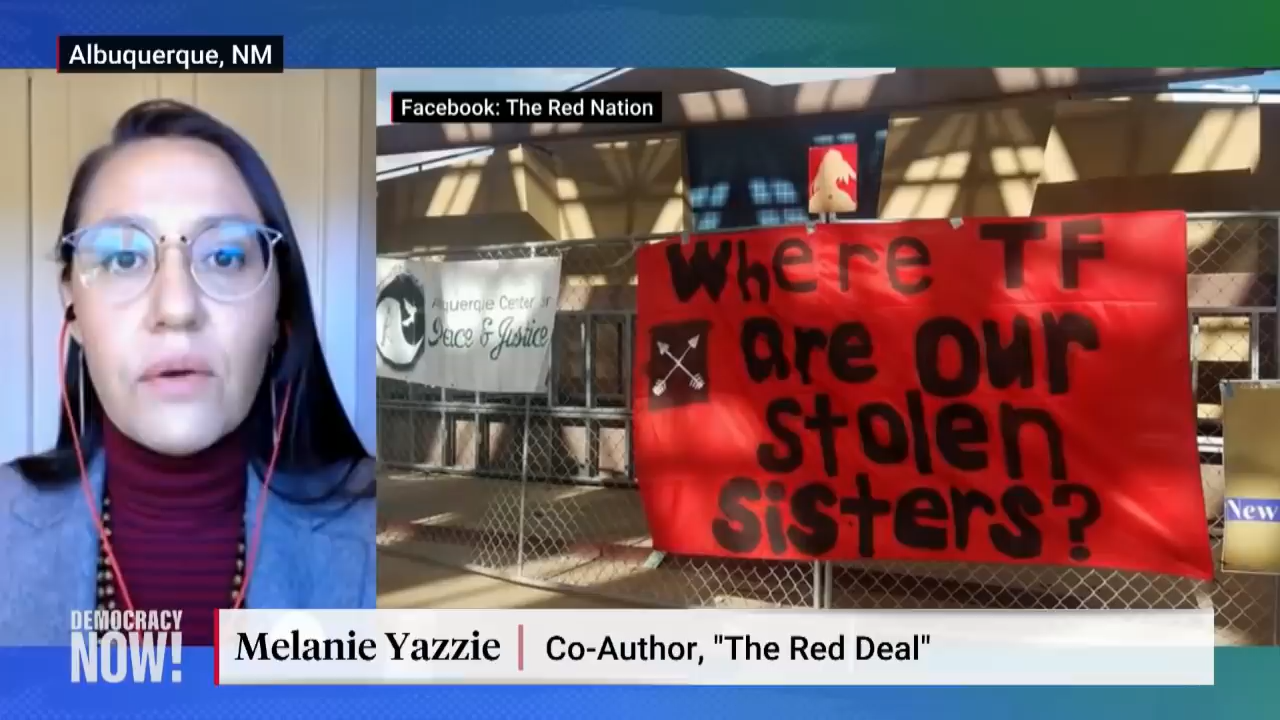 Albuquerque, NM
Facebook: The Red Nation
Where TF
are our
stolen
sisters?
Peace & Justice
New
DEMOCRACY
NOW!
Melanie Yazzie
Co-Author, "The Red Deal"